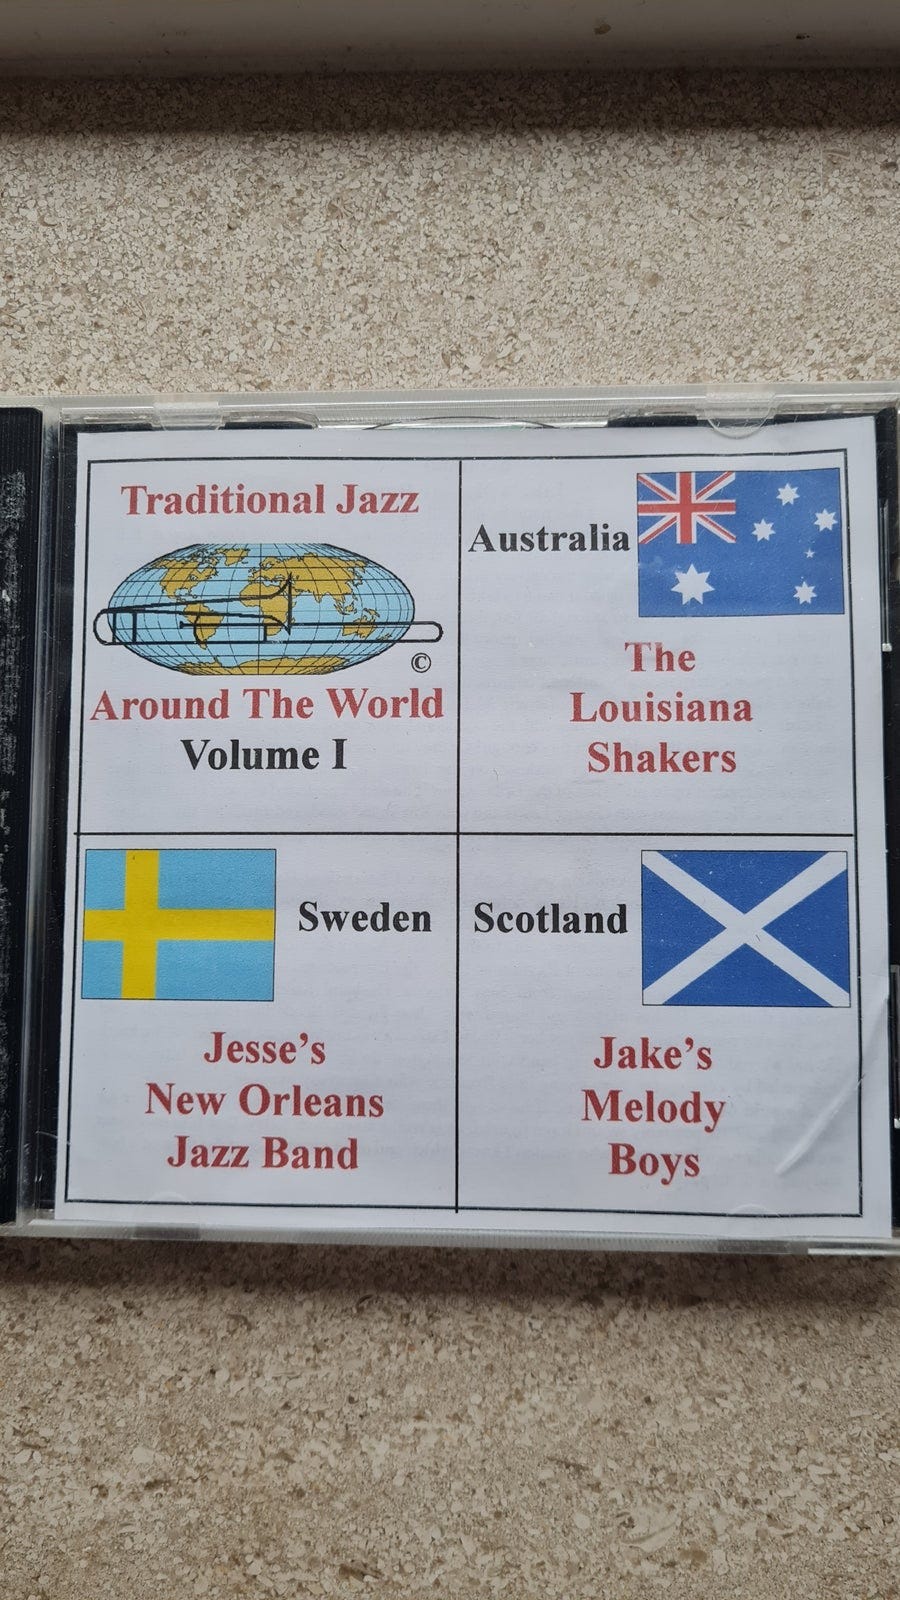 Traditional Jazz
©
Around The World
Volume I
Australia
The
Louisiana
Shakers
Sweden
Jesse’s
New Orleans
Jazz Band
Scotland
Jake’s
Melody
Boys